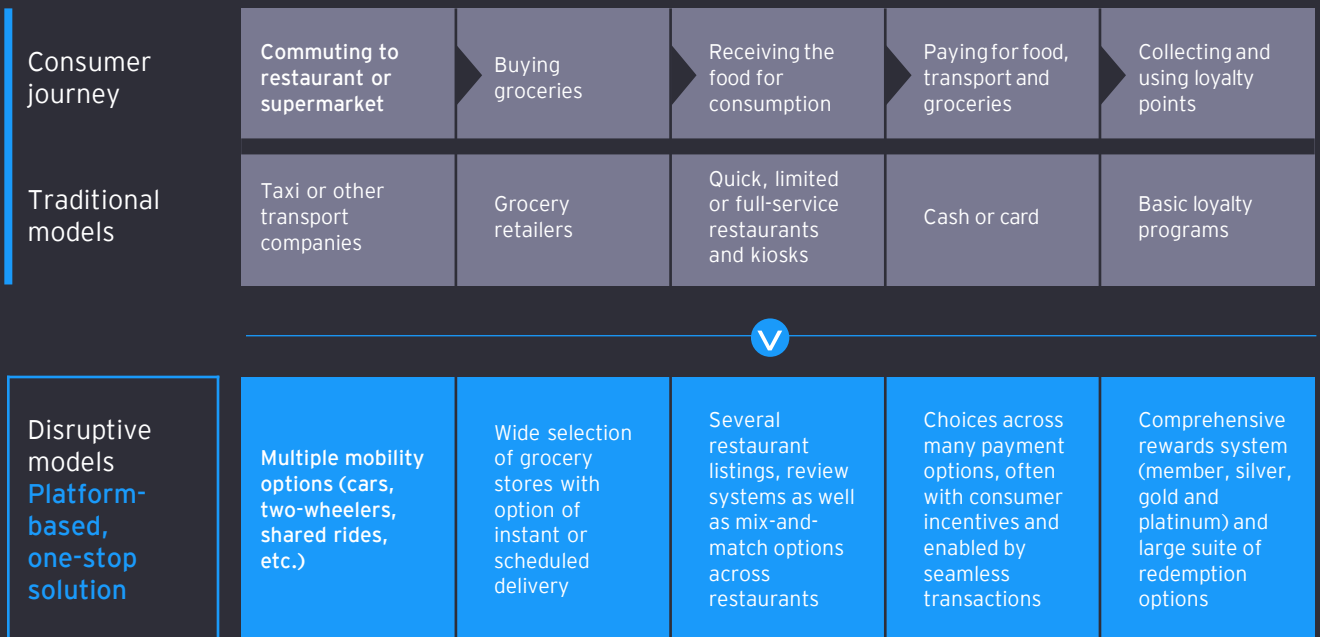 Consumer
journey
Commuting to
restaurant or
supermarket
Buying
groceries
Receiving the
food for
consumption
Paying for food,
transport and
groceries
Collecting and
using loyalty
points
Traditional
models
Taxi or other
transport
companies
Grocery
retailers
Quick, limited
or full-service
restaurants
and kiosks
Cash or card
Basic loyalty
programs
Disruptive
models
Platform-
based,
one-stop
solution
Multiple mobility
options (cars,
two-wheelers,
shared rides,
etc.)
Wide selection
of grocery
stores with
option of
instant or
scheduled
delivery
Several
restaurant
listings, review
systems as well
as mix-and-
match options
across
restaurants
Choices across
many payment
options, often
with consumer
incentives and
enabled by
seamless
transactions
Comprehensive
rewards system
(member, silver,
gold and
platinum) and
large suite of
redemption
options